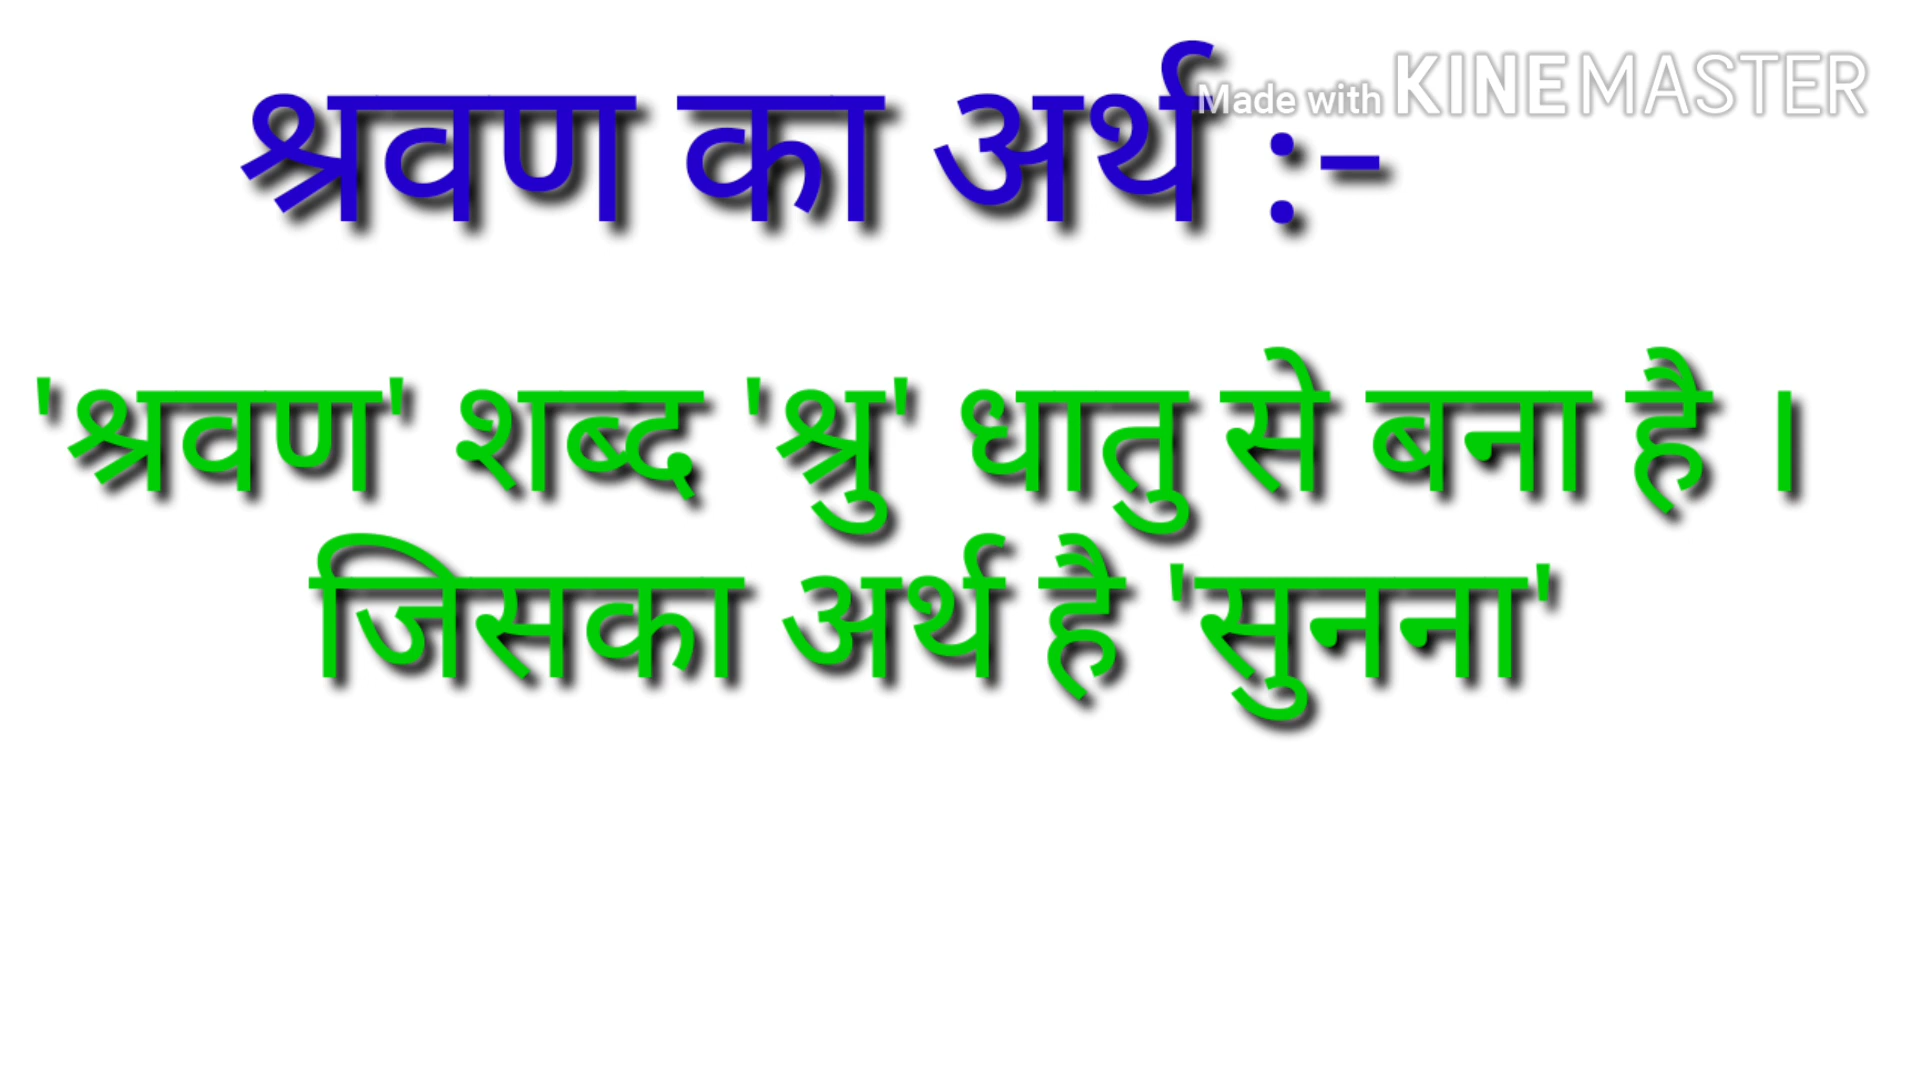 श्रवण का अर्थ :-
Made with KINEMASTER
'श्रवण' शब्द 'श्रु' धातु से बना है ।
जिसका अर्थ है 'सुनना'